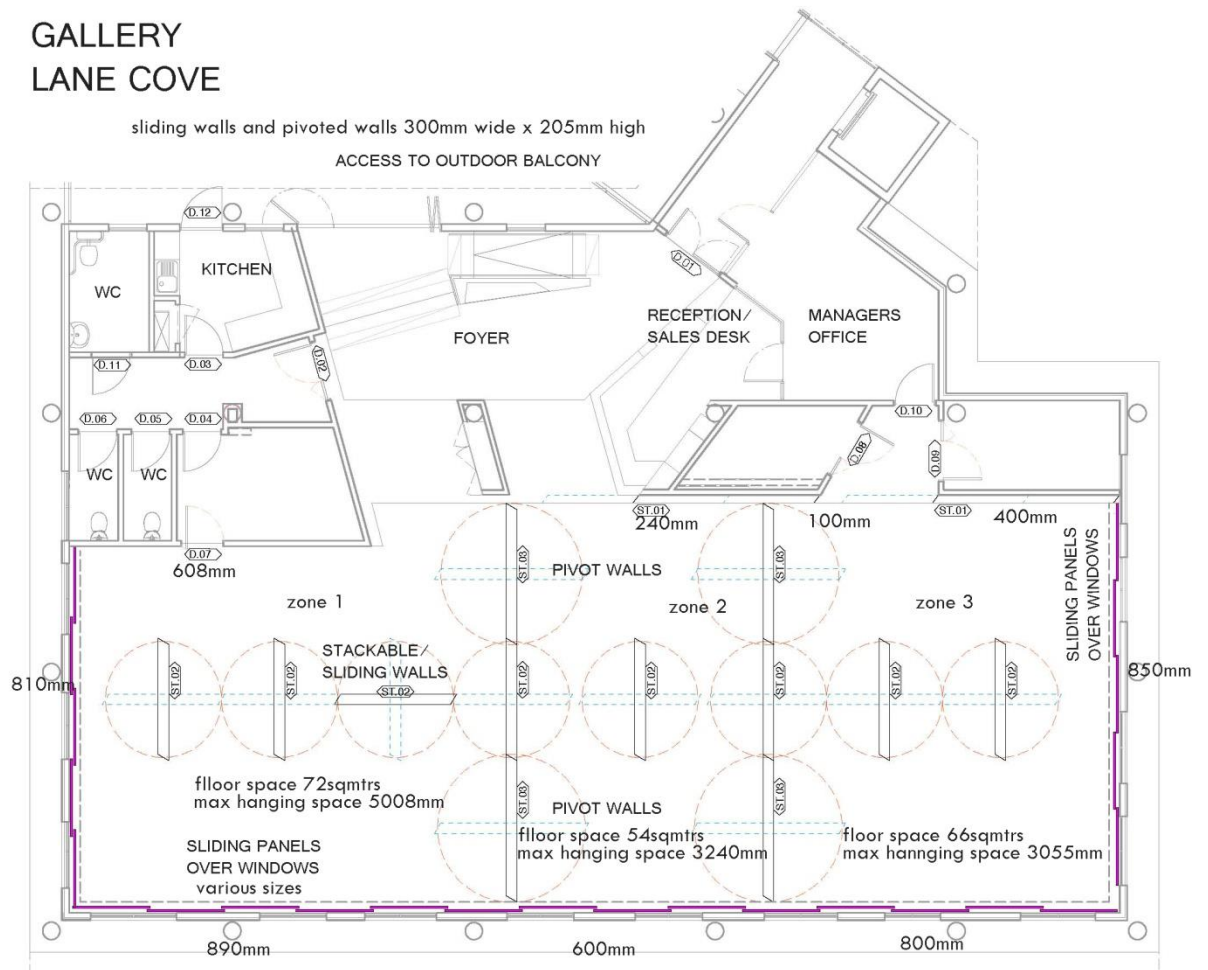 GALLERY
LANE COVE
sliding walls and pivoted walls 300mm wide x 205mm high
ACCESS TO OUTDOOR BALCONY
D.12
KITCHEN
WC
D.01
FOYER
RECEPTION/
SALES DESK
MANAGERS
OFFICE
D.11
D.03
D.02
D.06
D.05
D.04
D.10
D.08
D.09
WC
WC
ST.01
240mm
100mm
ST.01
400mm
D.07
608mm
ST.03
PIVOT WALLS
ST.03
SLIDING PANELS
OVER WINDOWS
zone 1
zone 2
zone 3
STACKABLE/
SLIDING WALLS
ST.02
ST.02
ST.02
ST.02
ST.02
ST.02
ST.02
ST.02
810mm
850mm
flloor space 72sqmtrs
max hanging space 5008mm
ST.03
PIVOT WALLS
ST.03
flloor space 54sqmtrs
max hanging space 3240mm
floor space 66sqmtrs
max hannging space 3055mm
SLIDING PANELS
OVER WINDOWS
various sizes
890mm
600mm
800mm